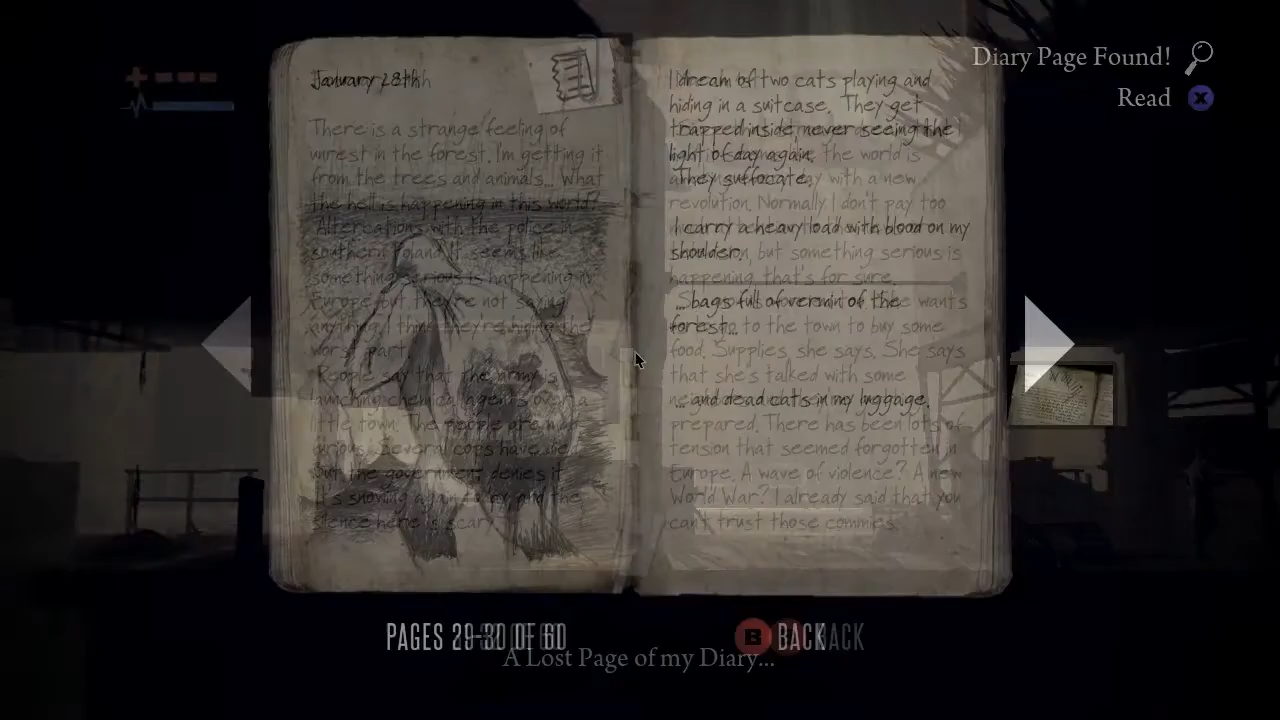 Diary Page Found!
Read X
January 28th
There is a strange feeling of
unrest in the forest. I'm getting it
from the trees and animals... What
the hell is happening in this world?
Altercations with the police in
southern Poland. It seems like
something serious is happening in
Europe but they're not saying
anything. I think they're hiding the
worst part.
People say that the army is
launching chemical agents over a
little town. The people are mad,
Several cops have died
but the government denies it.
It's snowing again and the
silence here is scary
I dream of two cats playing and
hiding in a suitcase. They get
trapped inside, never seeing the
light of day again.
They suffocate.
I carry a heavy load with blood on my
shoulder.
...bags full of vermin of the
forest...
... and dead cats in my luggage.
the world is
with a new
revolution. Normally I don't pay too
but something serious is
happening that's for sure.
wants
to go to the town to buy some
food. Supplies, she says. She says
that she's talked with some
prepared. There has been lots of
tension that seemed forgotten in
Europe. A wave of violence? A new
World War? I already said that you
can't trust those commies.
PAGES OF 60
B BACK
A Lost Page of my Diary...